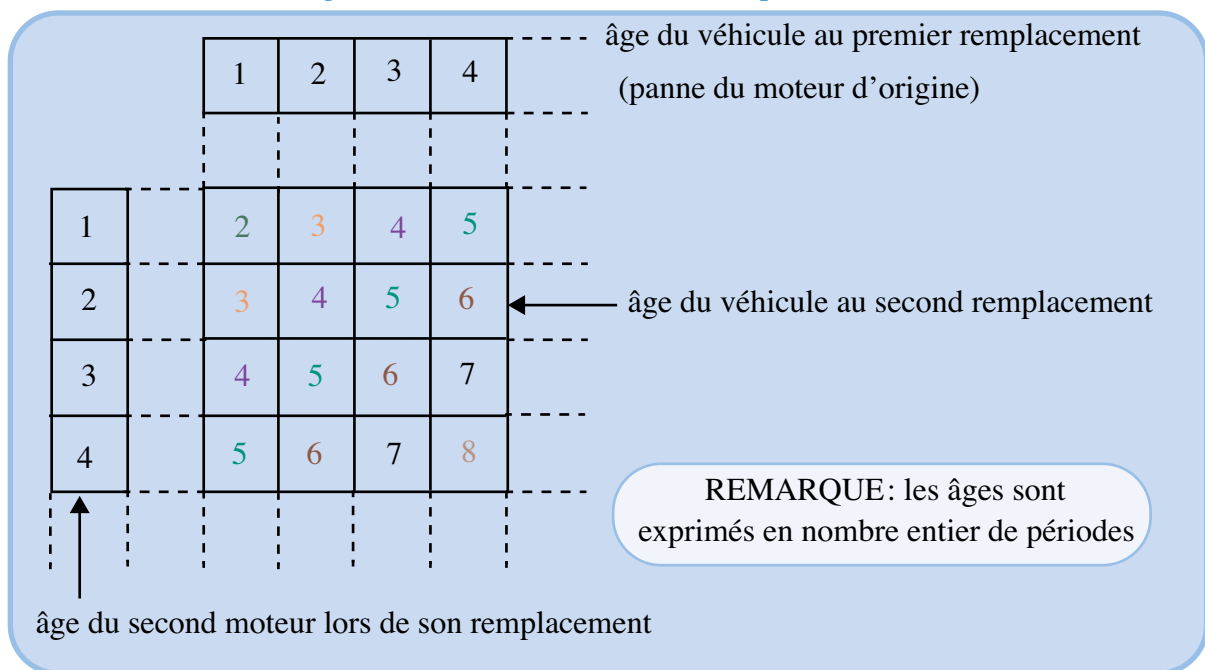 âge du véhicule au premier remplacement
(panne du moteur d’origine)
1 2 3 4
1 2 3 4 5
2 3 4 5 6
âge du véhicule au second remplacement
3 4 5 6 7
4 5 6 7 8
REMARQUE: les âges sont
exprimés en nombre entier de périodes
âge du second moteur lors de son remplacement